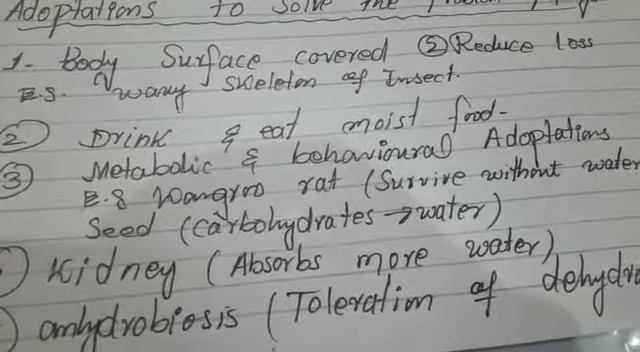 Adoptations to solve the
1- Body Surface covered ② Reduce loss
E.g. waxy skeleton of Insect.
② Drink & eat moist food-
③ Metabolic & behavioural Adoptations
E.g Kangroo rat (Survive without water
Seed (carbohydrates → water)
Kidney (Absorbs more water)
anhydrobiosis (Toleration of dehydra